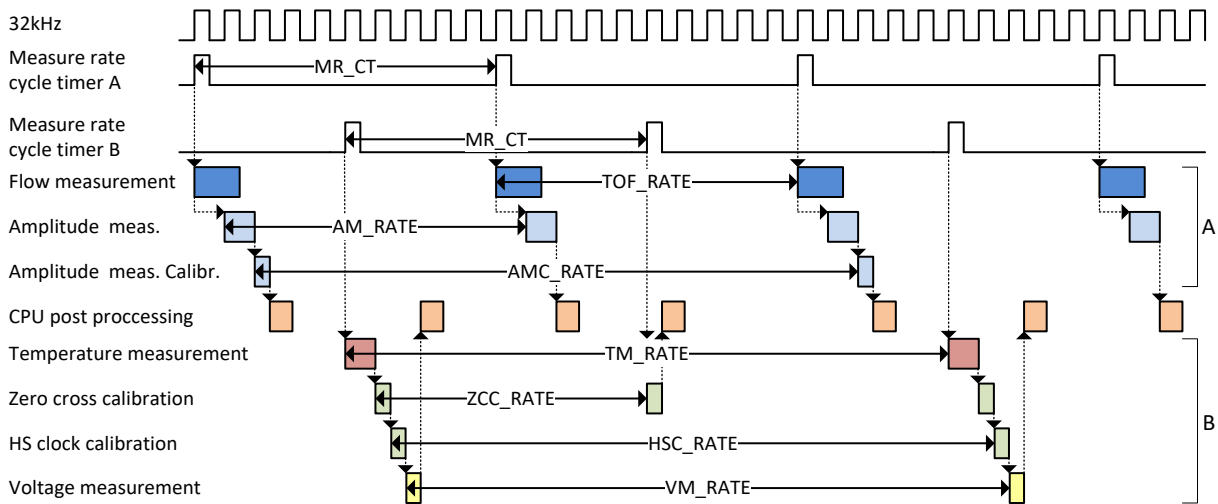 32kHz
Measure rate
cycle timer A
MR_CT
Measure rate
cycle timer B
MR_CT
Flow measurement
TOF_RATE
Amplitude meas.
AM_RATE
A
Amplitude meas. Calibr.
AMC_RATE
CPU post proccessing
Temperature measurement
TM_RATE
Zero cross calibration
ZCC_RATE
B
HS clock calibration
HSC_RATE
Voltage measurement
VM_RATE